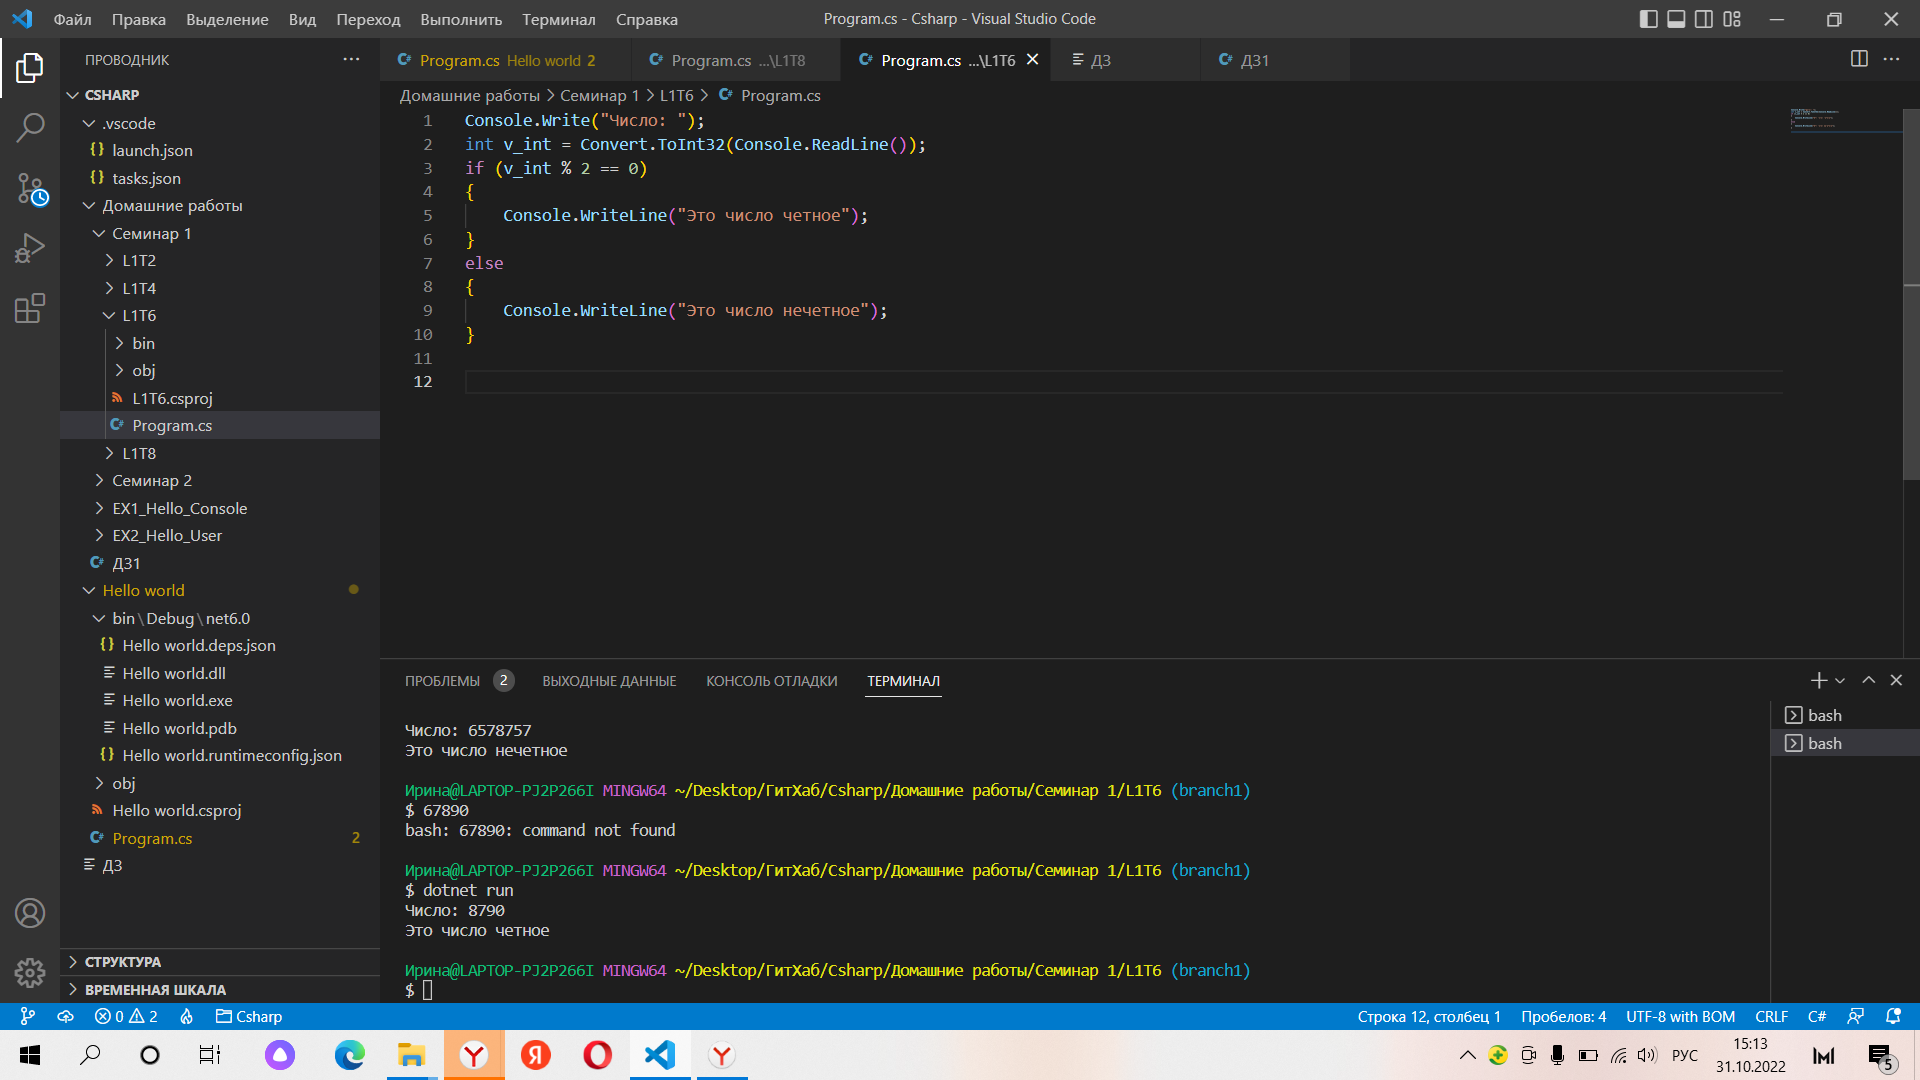 Файл Правка Выделение Вид Переход Выполнить Терминал Справка
Program.cs - Csharp - Visual Studio Code
ПРОВОДНИК
Program.cs Hello world 2
Program.cs ...\L1T8
Program.cs ...\L1T6
ДЗ
ДЗ1
CSHARP
.vscode
launch.json
tasks.json
Домашние работы
Семинар 1
L1T2
L1T4
L1T6
bin
obj
L1T6.csproj
Program.cs
L1T8
Семинар 2
EX1_Hello_Console
EX2_Hello_User
ДЗ1
Hello world
bin\Debug\net6.0
Hello world.deps.json
Hello world.dll
Hello world.exe
Hello world.pdb
Hello world.runtimeconfig.json
obj
Hello world.csproj
Program.cs 2
ДЗ
СТРУКТУРА
ВРЕМЕННАЯ ШКАЛА
Домашние работы > Семинар 1 > L1T6 > Program.cs
1 Console.Write("Число: ");
2 int v_int = Convert.ToInt32(Console.ReadLine());
3 if (v_int % 2 == 0)
4 {
5 Console.WriteLine("Это число четное");
6 }
7 else
8 {
9 Console.WriteLine("Это число нечетное");
10 }
11
12
ПРОБЛЕМЫ 2 ВЫХОДНЫЕ ДАННЫЕ КОНСОЛЬ ОТЛАДКИ ТЕРМИНАЛ
Число: 6578757
Это число нечетное
Ирина@LAPTOP-PJ2P266I MINGW64 ~/Desktop/ГитХаб/Csharp/Домашние работы/Семинар 1/L1T6 (branch1)
$ 67890
bash: 67890: command not found
Ирина@LAPTOP-PJ2P266I MINGW64 ~/Desktop/ГитХаб/Csharp/Домашние работы/Семинар 1/L1T6 (branch1)
$ dotnet run
Число: 8790
Это число четное
Ирина@LAPTOP-PJ2P266I MINGW64 ~/Desktop/ГитХаб/Csharp/Домашние работы/Семинар 1/L1T6 (branch1)
$
bash
bash
0 2 Csharp
Строка 12, столбец 1 Пробелов: 4 UTF-8 with BOM CRLF C#
РУС
15:13
31.10.2022
5